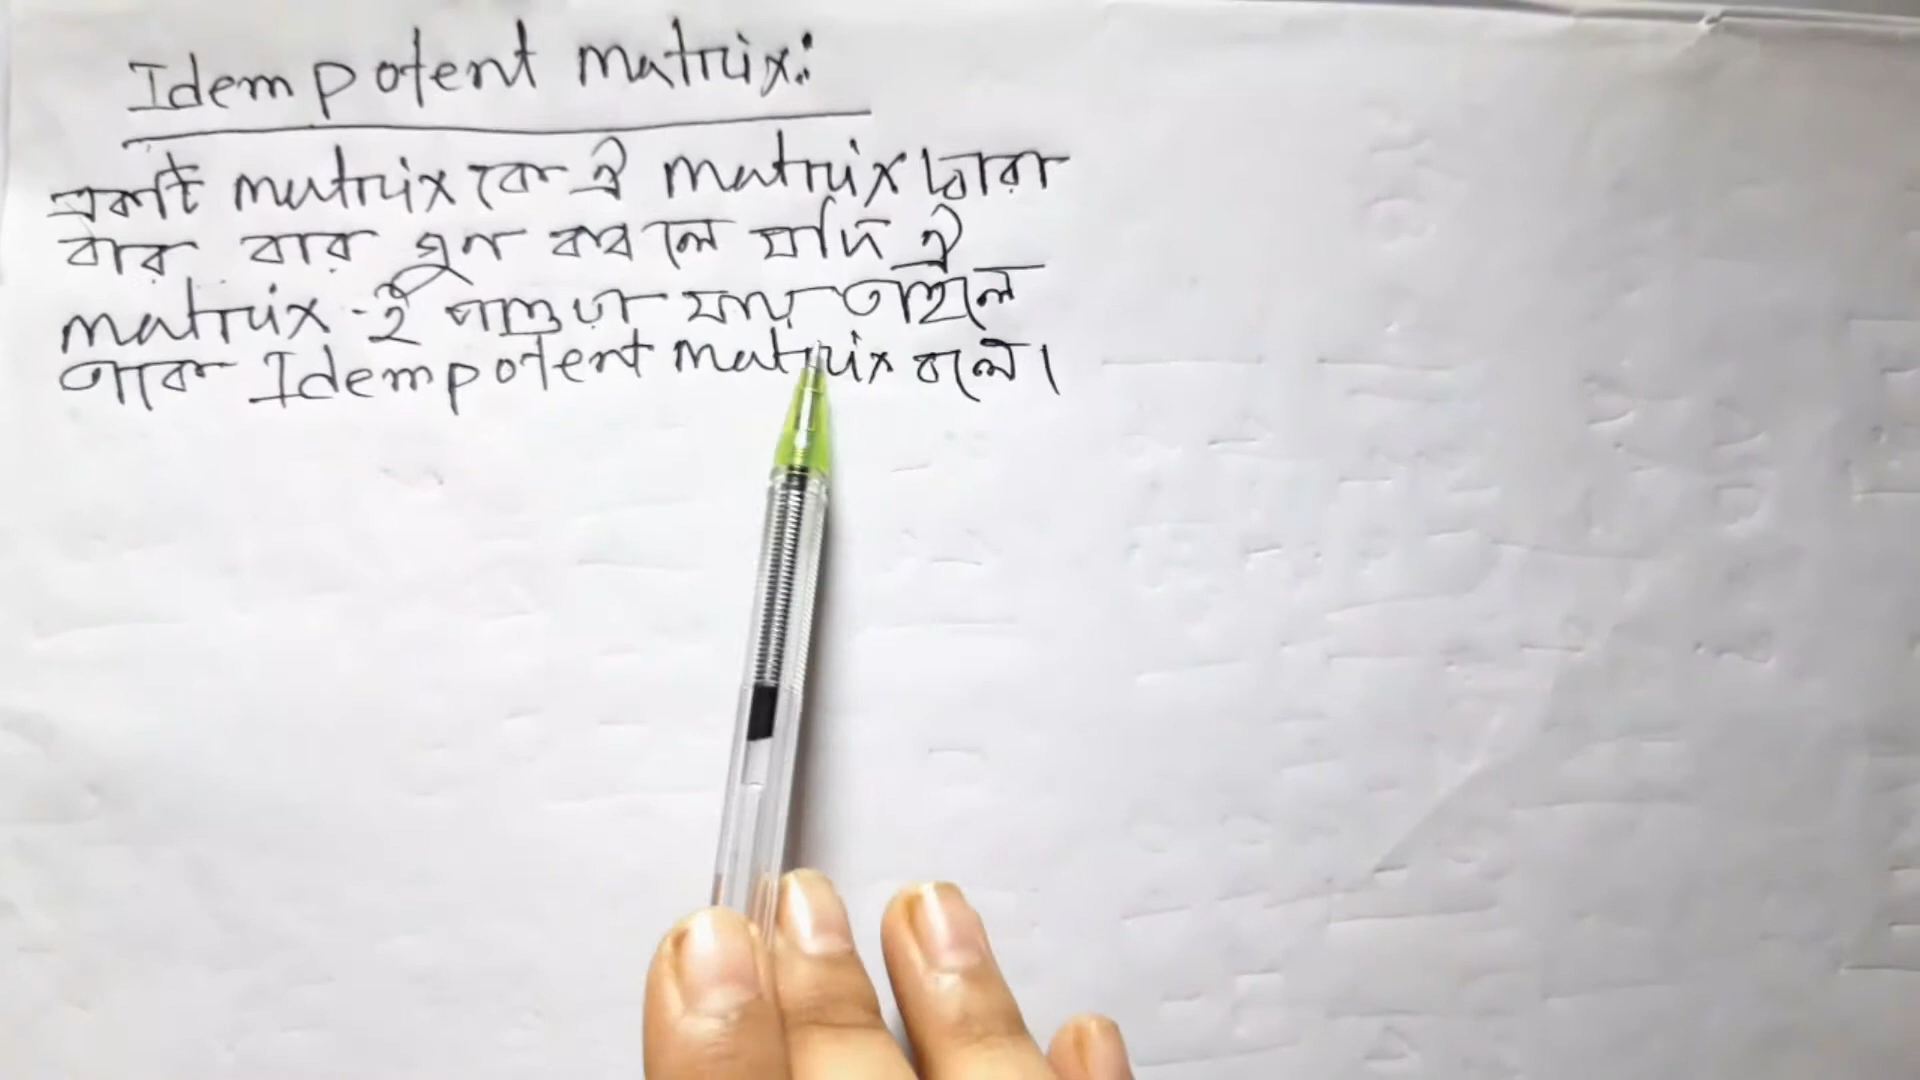 Idempotent matrix:
একটি matrix কে ঐ matrix দ্বারা
বার বার গুন করলে যদি ঐ
matrix-ই পাওয়া যায় তাহলে
তাকে Idempotent matrix বলে।